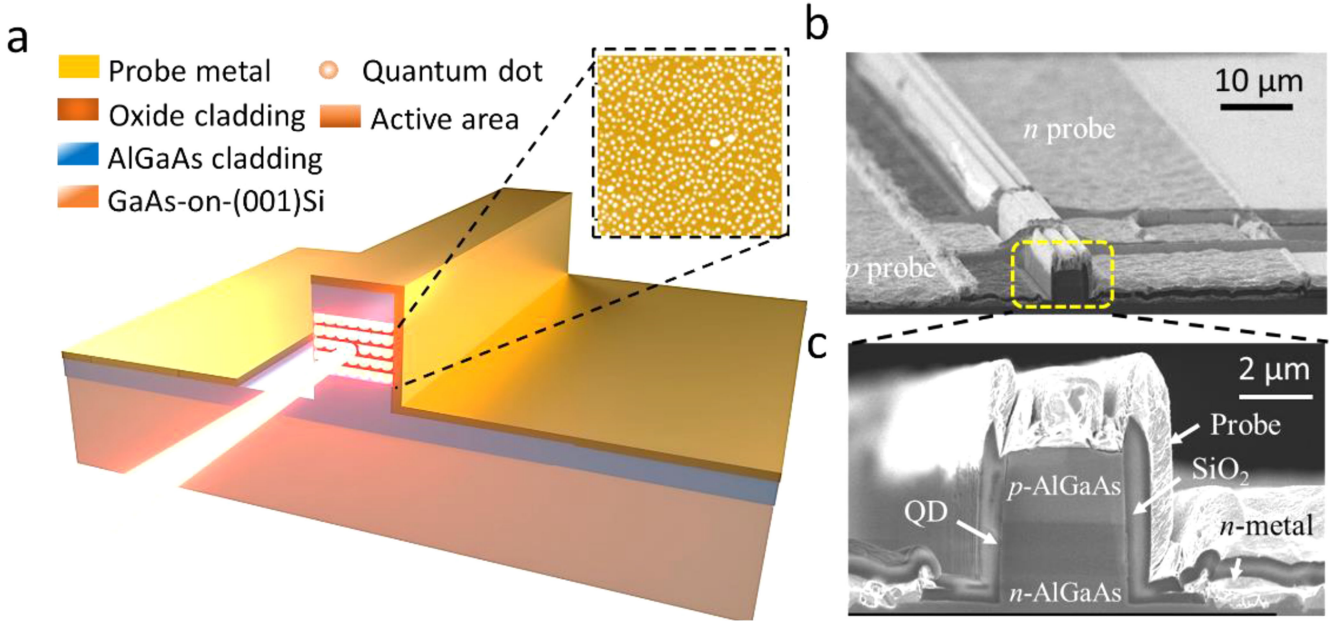 a
Probe metal
Quantum dot
Oxide cladding
Active area
AlGaAs cladding
GaAs-on-(001)Si
b
10 μm
n probe
p probe
c
2 μm
Probe
SiO₂
p-AlGaAs
QD
n-metal
n-AlGaAs